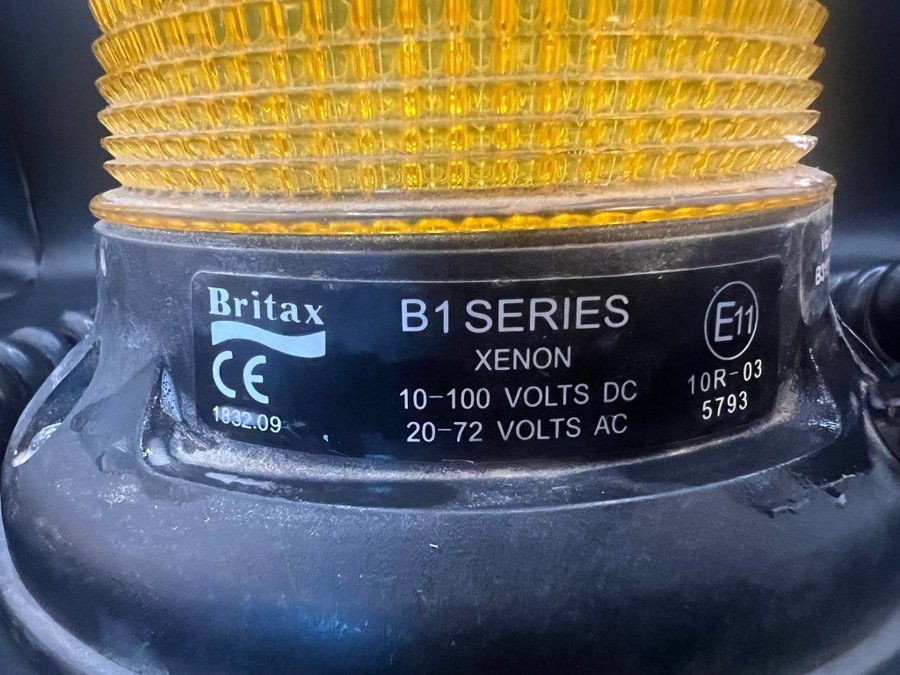 Britax
CE
1832.09
B1 SERIES
XENON
10-100 VOLTS DC
20-72 VOLTS AC
E11
10R-03
5793